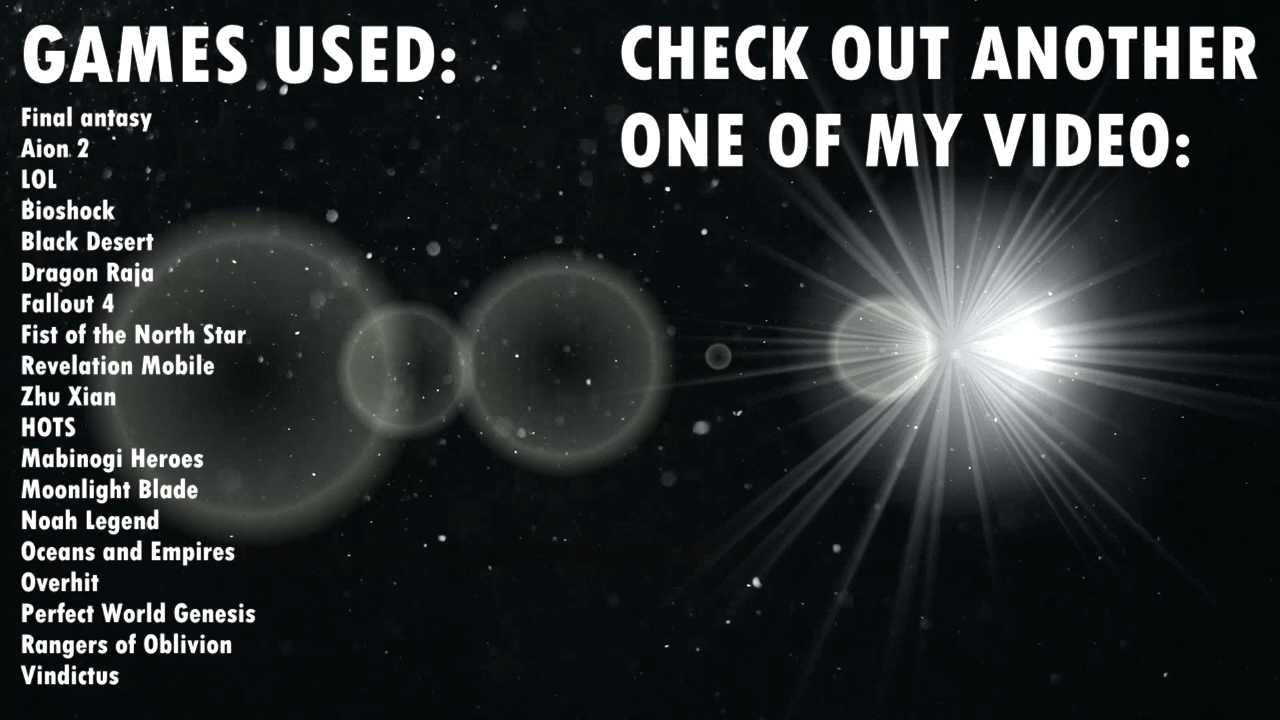 GAMES USED:
Final antasy
Aion 2
LOL
Bioshock
Black Desert
Dragon Raja
Fallout 4
Fist of the North Star
Revelation Mobile
Zhu Xian
HOTS
Mabinogi Heroes
Moonlight Blade
Noah Legend
Oceans and Empires
Overhit
Perfect World Genesis
Rangers of Oblivion
Vindictus
CHECK OUT ANOTHER
ONE OF MY VIDEO: